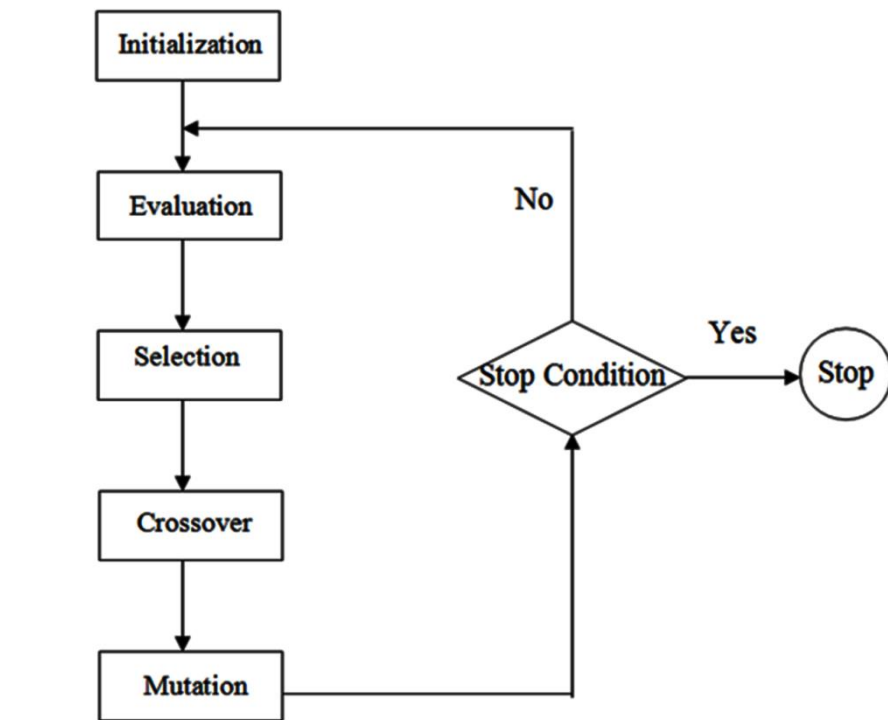 Initialization
Evaluation
Selection
Crossover
Mutation
No
Stop Condition
Yes
Stop